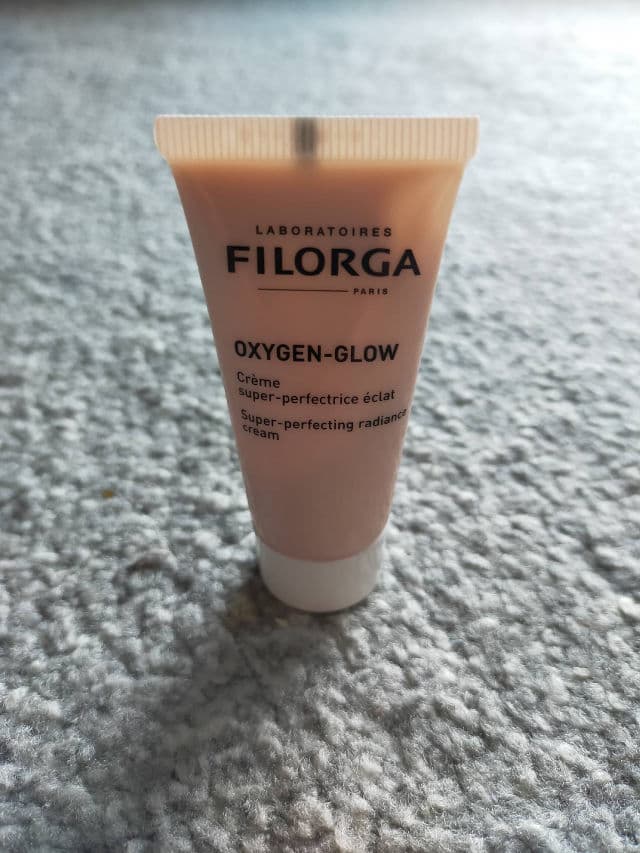 LABORATOIRES
FILORGA
PARIS
OXYGEN-GLOW
Crème
super-perfectrice éclat
Super-perfecting radiance
cream